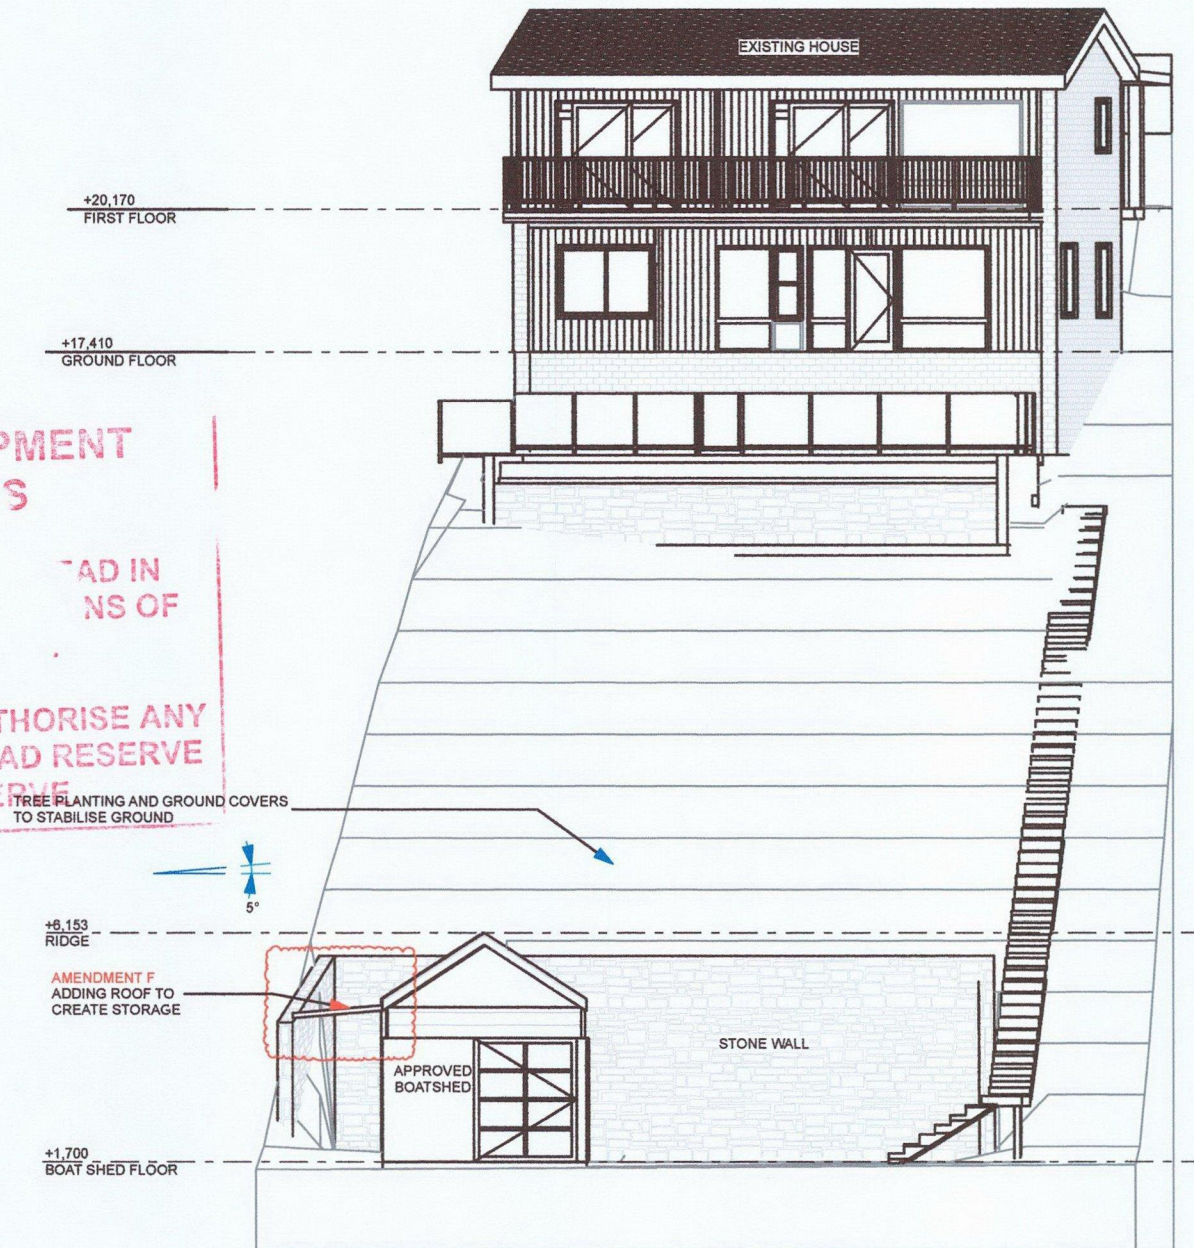 EXISTING HOUSE
+20,170
FIRST FLOOR
+17,410
GROUND FLOOR
PMENT
S
AD IN
NS OF
THORISE ANY
AD RESERVE
ERVE
TREE PLANTING AND GROUND COVERS
TO STABILISE GROUND
5°
+6,153
RIDGE
AMENDMENT F
ADDING ROOF TO
CREATE STORAGE
STONE WALL
APPROVED
BOATSHED
+1,700
BOAT SHED FLOOR